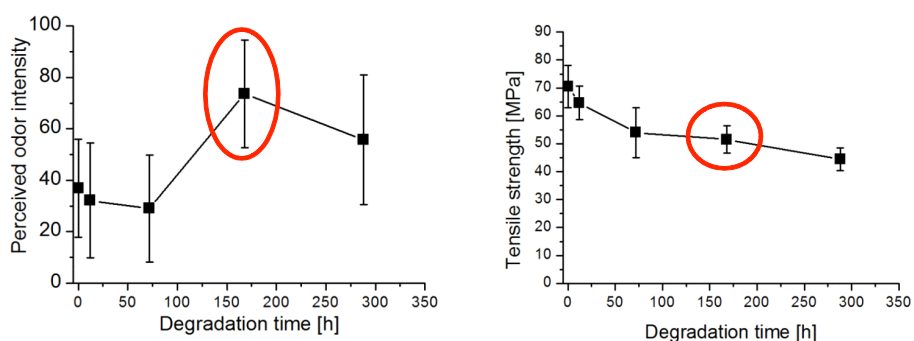 Perceived odor intensity
100
80
60
40
20
0
0 50 100 150 200 250 300 350
Degradation time [h]
Tensile strength [MPa]
90
80
70
60
50
40
30
20
10
0
0 50 100 150 200 250 300 350
Degradation time [h]